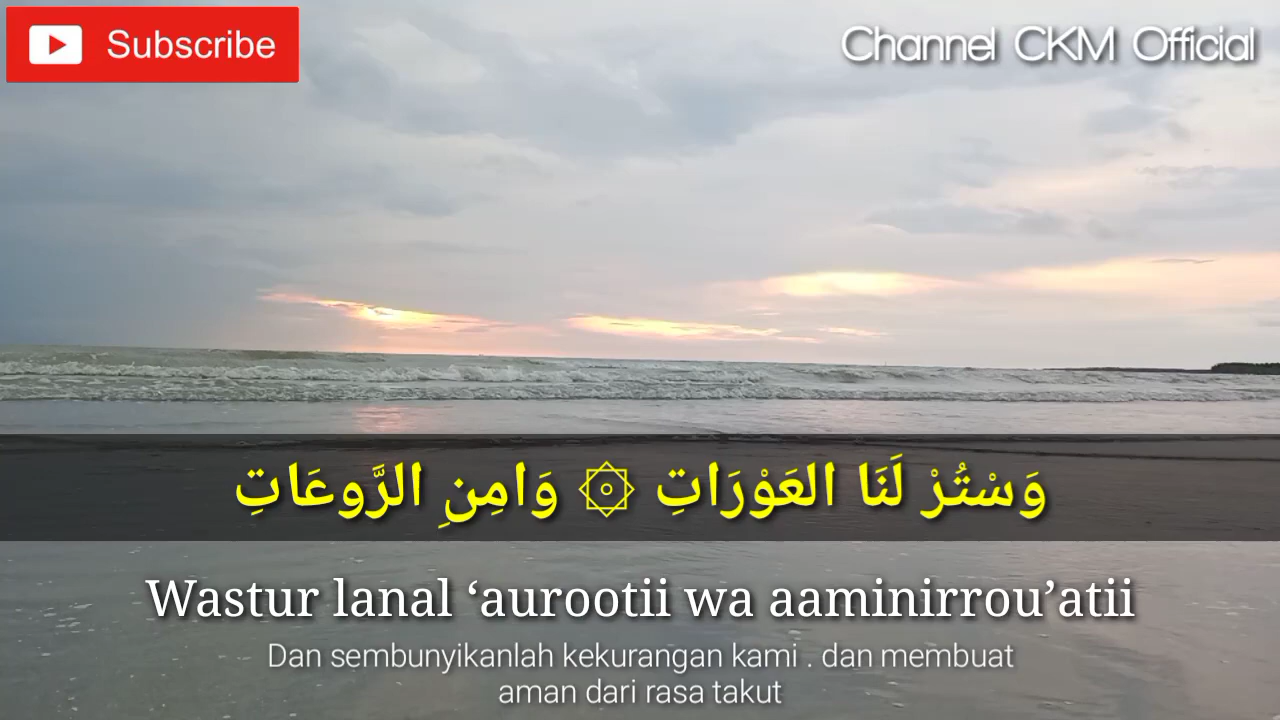 Subscribe
Channel CKM Official
وَسْتُرْ لَنَا العَوْرَاتِ ۞ وَامِنِ الرَّوعَاتِ
Wastur lanal ‘aurootii wa aaminirrou’atii
Dan sembunyikanlah kekurangan kami . dan membuat
aman dari rasa takut